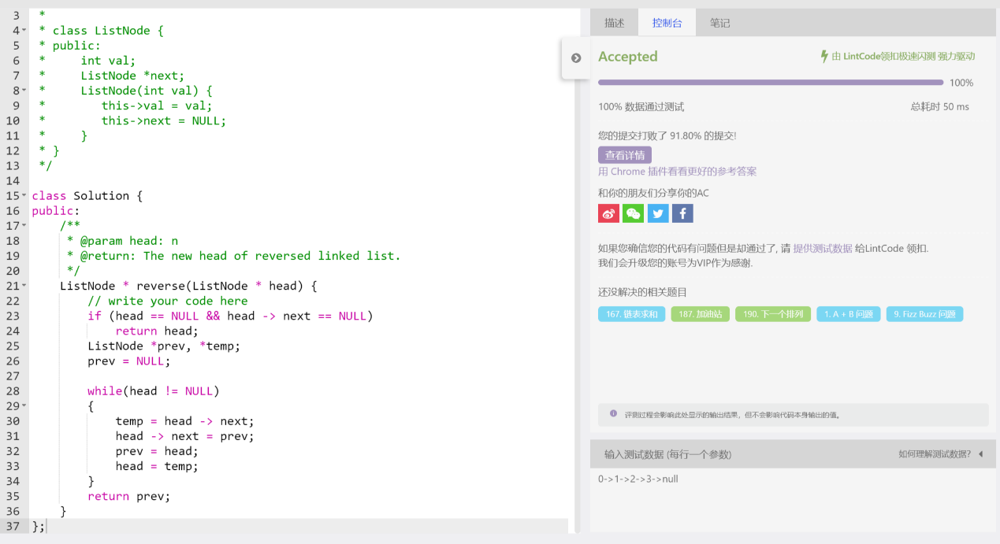 3 *
4 * class ListNode {
5 * public:
6 *     int val;
7 *     ListNode *next;
8 *     ListNode(int val) {
9 *        this->val = val;
10 *        this->next = NULL;
11 *     }
12 * }
13 */
14
15 class Solution {
16 public:
17     /**
18      * @param head: n
19      * @return: The new head of reversed linked list.
20      */
21     ListNode * reverse(ListNode * head) {
22         // write your code here
23         if (head == NULL && head -> next == NULL)
24             return head;
25         ListNode *prev, *temp;
26         prev = NULL;
27
28         while(head != NULL)
29         {
30             temp = head -> next;
31             head -> next = prev;
32             prev = head;
33             head = temp;
34         }
35         return prev;
36     }
37 };
描述 控制台 笔记
Accepted 由 LintCode领扣极速闪测 强力驱动
100%
100% 数据通过测试 总耗时 50 ms
您的提交打败了 91.80% 的提交!
查看详情
用 Chrome 插件看看更好的参考答案
和你的朋友们分享你的AC
如果您确信您的代码有问题但是却通过了, 请 提供测试数据 给LintCode 领扣.
我们会升级您的账号为VIP作为感谢.
还没解决的相关题目
167. 链表求和 187. 加油站 190. 下一个排列 1. A + B 问题 9. Fizz Buzz 问题
评测过程会影响此处显示的输出结果，但不会影响代码本身输出的值。
输入测试数据 (每行一个参数) 如何理解测试数据?
0->1->2->3->null